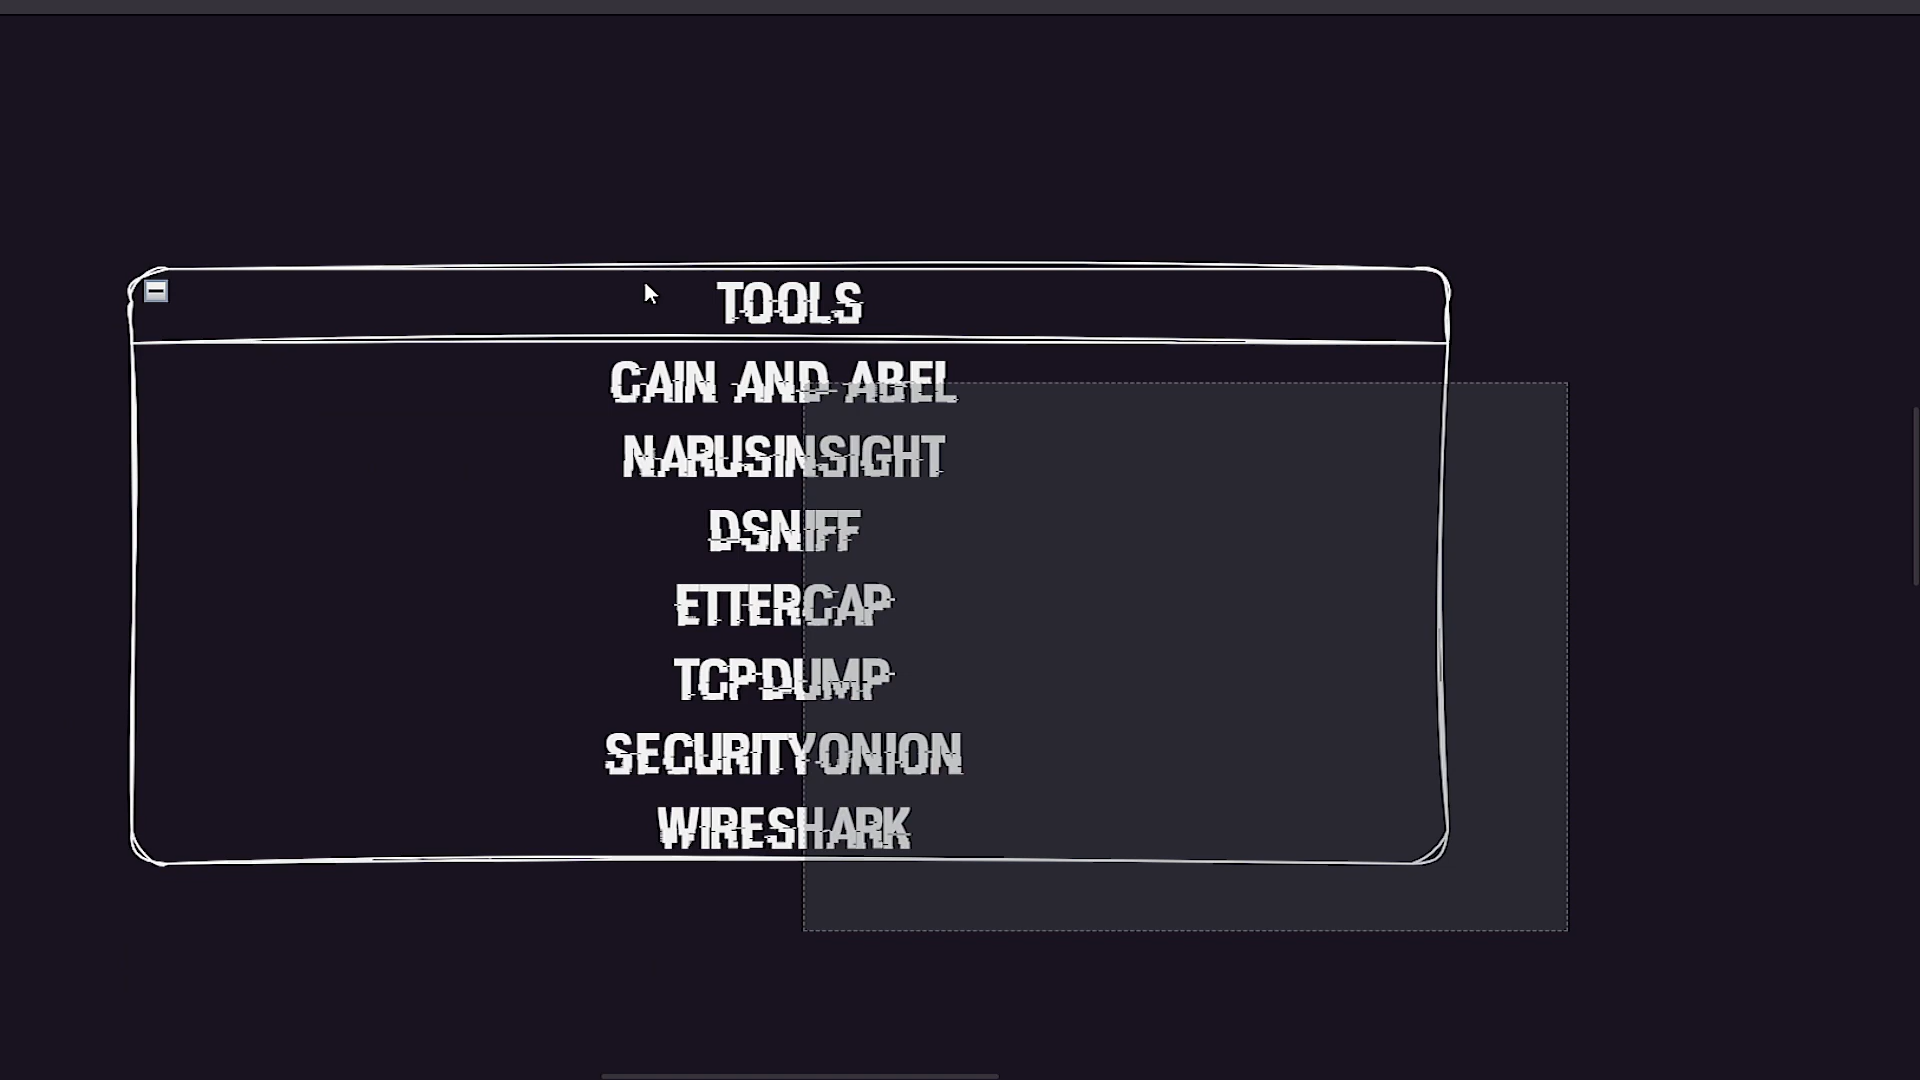 TOOLS
CAIN AND ABEL
NARUSINSIGHT
DSNIFF
ETTERCAP
TCPDUMP
SECURITYONION
WIRESHARK